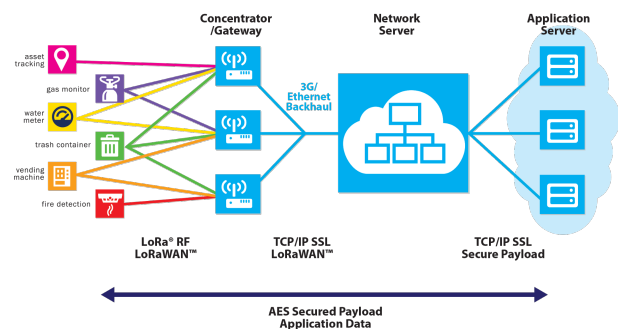 Concentrator
/Gateway
Network
Server
Application
Server
asset
tracking
gas monitor
water
meter
trash container
vending
machine
fire detection
3G/
Ethernet
Backhaul
LoRa® RF
LoRaWAN™
TCP/IP SSL
LoRaWAN™
TCP/IP SSL
Secure Payload
AES Secured Payload
Application Data